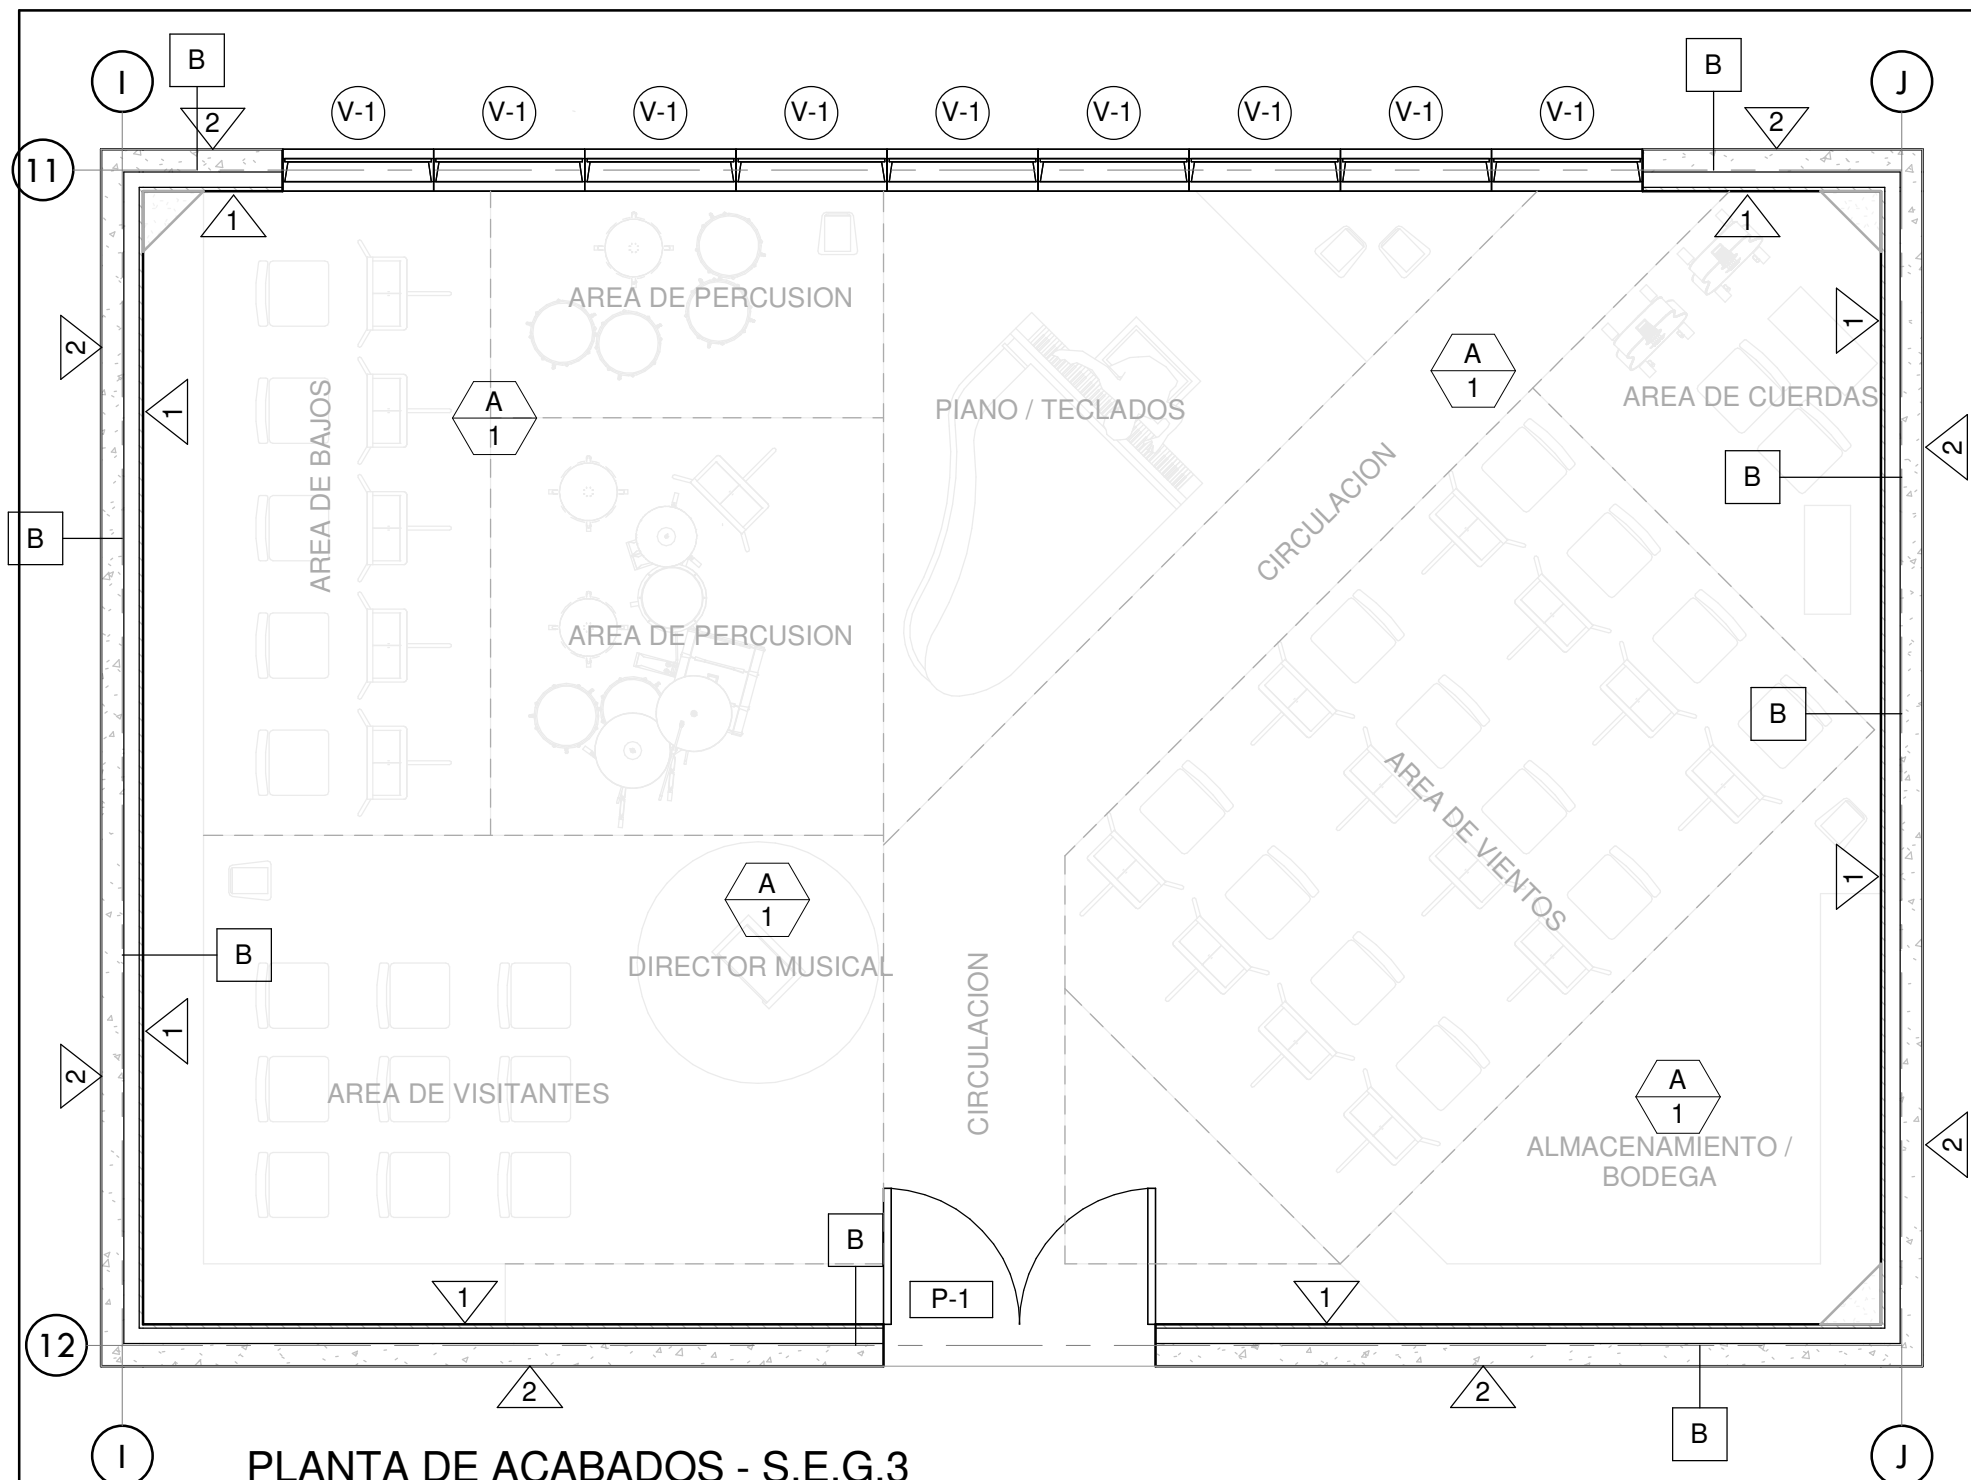 I
B
B
J
V-1
V-1
V-1
V-1
V-1
V-1
V-1
V-1
V-1
2
2
11
1
1
AREA DE PERCUSION
1
2
A
1
AREA DE CUERDAS
AREA DE BAJOS
1
A
1
PIANO / TECLADOS
2
CIRCULACION
B
B
AREA DE PERCUSION
B
AREA DE VIENTOS
1
A
1
B
DIRECTOR MUSICAL
CIRCULACION
1
2
AREA DE VISITANTES
A
1
ALMACENAMIENTO /
BODEGA
2
B
1
P-1
1
12
2
2
B
I
J
PLANTA DE ACABADOS - S.E.G.3